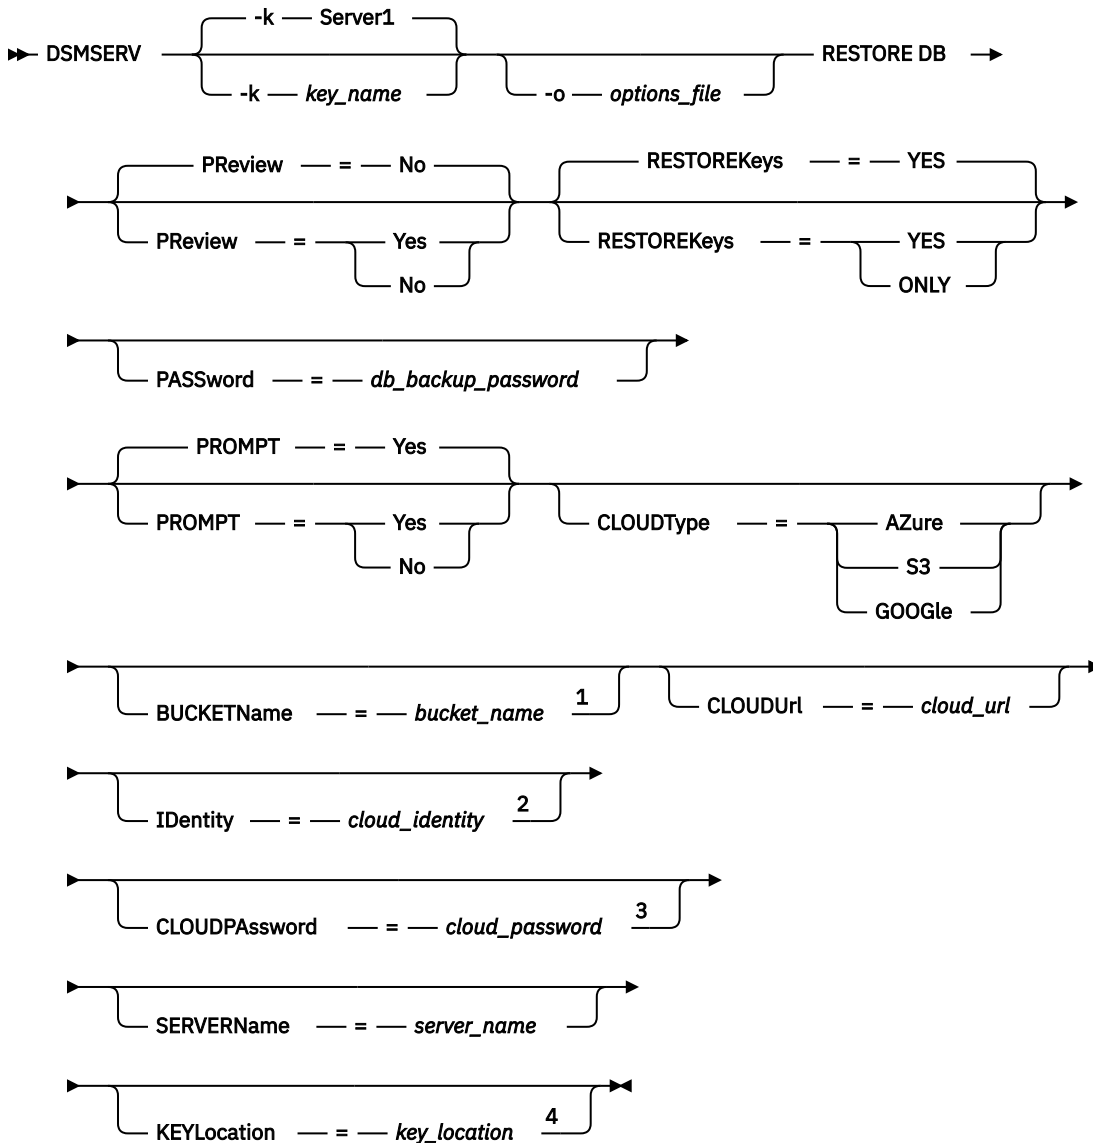 -k Server1
DSMSERV RESTORE DB
-k key_name -o options_file
PReview = No RESTOREKeys = YES
PReview = Yes RESTOREKeys = YES
No ONLY
PASSword = db_backup_password
PROMPT = Yes
PROMPT = Yes CLOUDType = AZure
No S3
GOOGle
BUCKETName = bucket_name 1 CLOUDUrl = cloud_url
IDentity = cloud_identity 2
CLOUDPAssword = cloud_password 3
SERVERName = server_name
KEYLocation = key_location 4